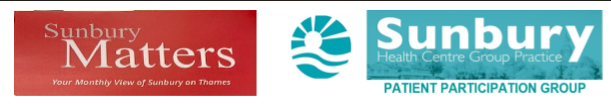 Sunbury
Matters
Your Monthly View of Sunbury on Thames
Sunbury
Health Centre Group Practice
PATIENT PARTICIPATION GROUP